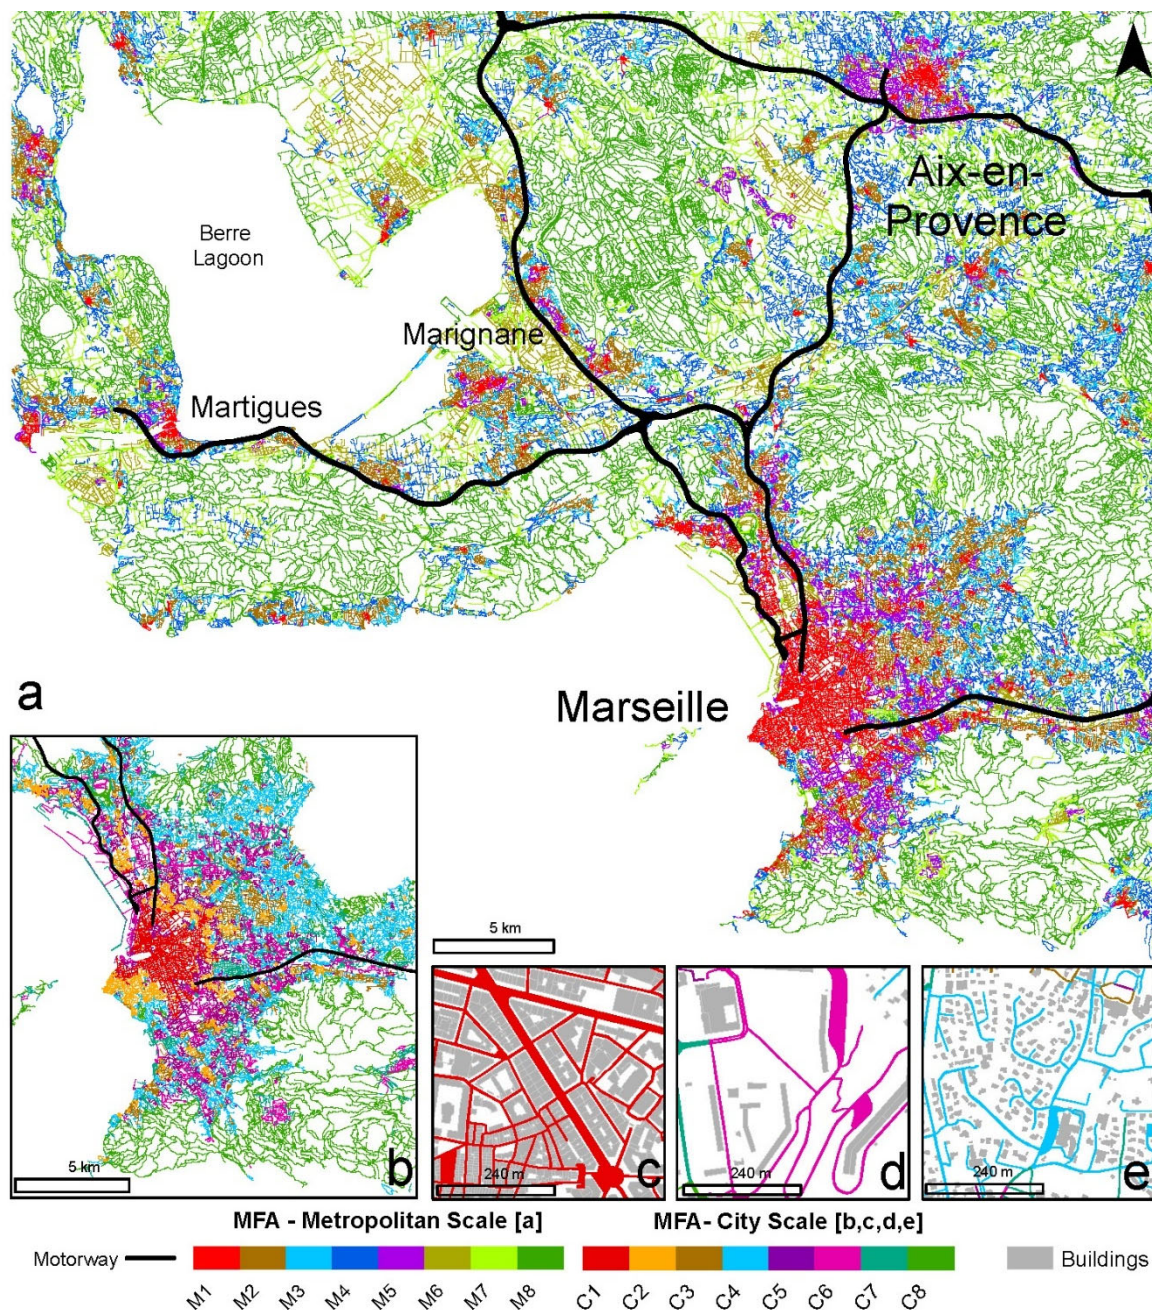 Aix-en-
Provence
Berre
Lagoon
Marignane
Martigues
Marseille
a
5 km
b
5 km
c
240 m
d
240 m
e
240 m
MFA - Metropolitan Scale [a]
MFA- City Scale [b,c,d,e]
Motorway
M1
M2
M3
M4
M5
M6
M7
M8
C1
C2
C3
C4
C5
C6
C7
C8
Buildings